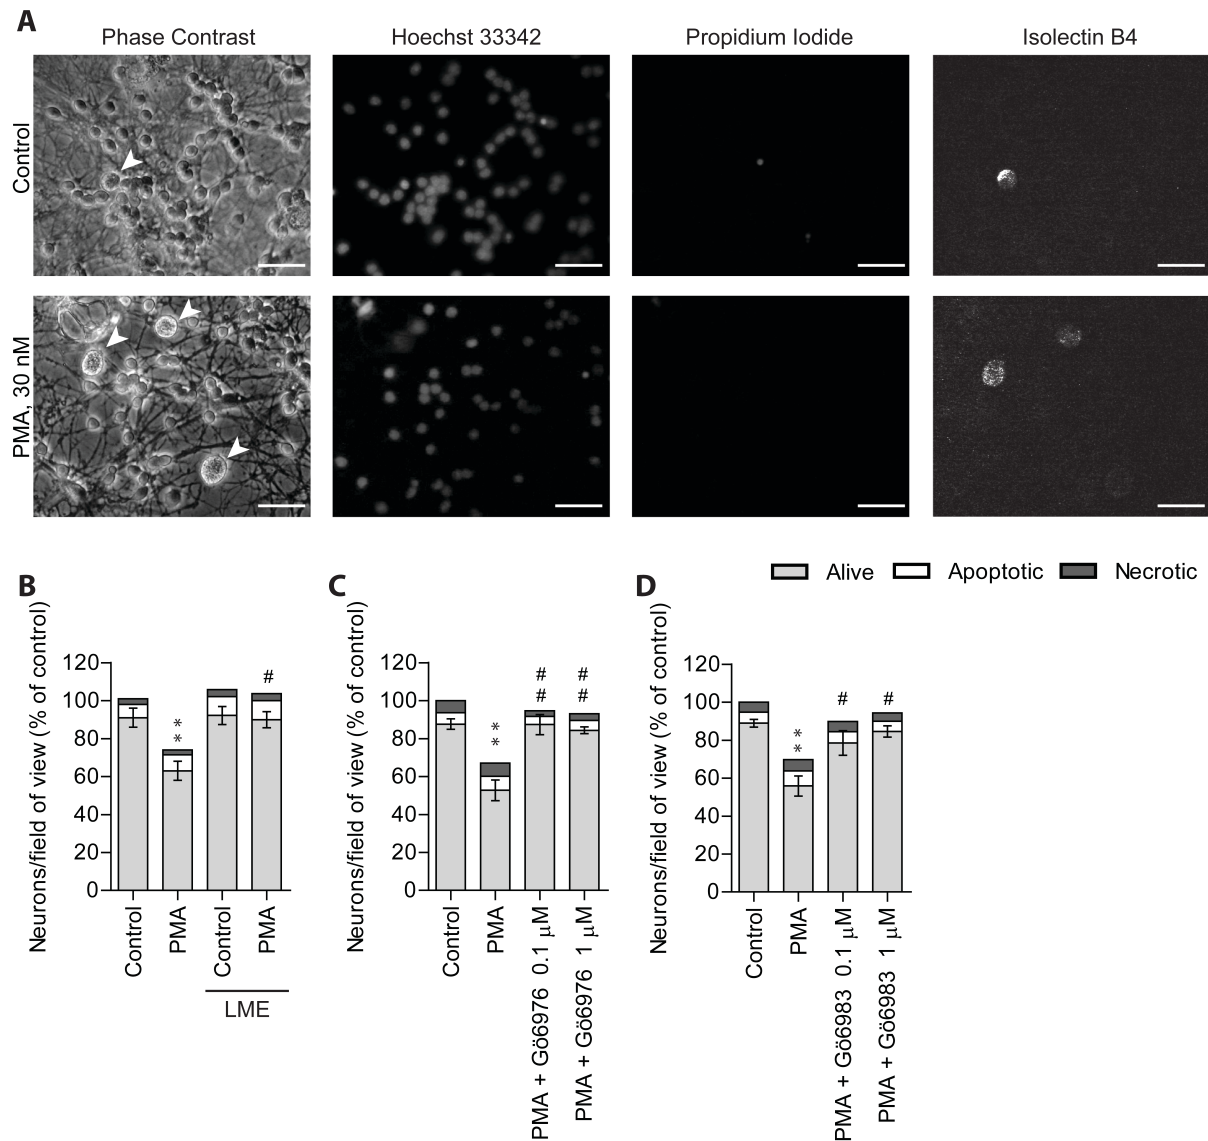 A
Phase Contrast
Hoechst 33342
Propidium Iodide
Isolectin B4
Control
PMA, 30 nM
Alive
Apoptotic
Necrotic
B
Neurons/field of view (% of control)
120
100
80
60
40
20
0
**
#
Control
PMA
Control
PMA
LME
C
Neurons/field of view (% of control)
120
100
80
60
40
20
0
**
##
##
Control
PMA
PMA + Gö6976 0.1 µM
PMA + Gö6976 1 µM
D
Neurons/field of view (% of control)
120
100
80
60
40
20
0
**
#
#
Control
PMA
PMA + Gö6983 0.1 µM
PMA + Gö6983 1 µM